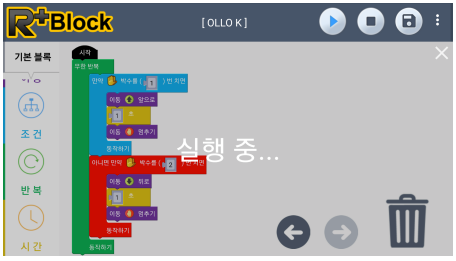 R+Block
[ OLLO K ]
기본 블록
시작
무한 반복
만약 박수를 ( 1 ) 번 치면
이동 앞으로
1 초
이동 멈추기
동작하기
아니면 만약 박수를 ( 2 ) 번 치면
이동 뒤로
1 초
이동 멈추기
동작하기
동작하기
실행 중...
이동
조건
반복
시간